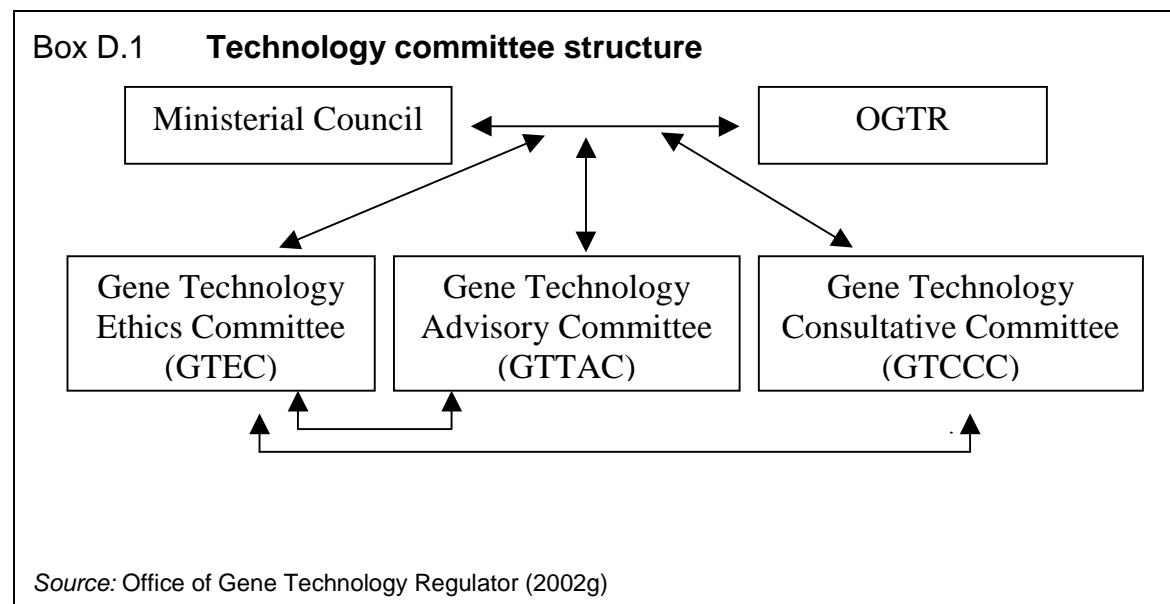 Box D.1 Technology committee structure
Ministerial Council
OGTR
Gene Technology
Ethics Committee
(GTEC)
Gene Technology
Advisory Committee
(GTTAC)
Gene Technology
Consultative Committee
(GTCCC)
Source: Office of Gene Technology Regulator (2002g)